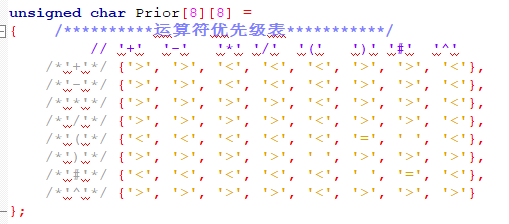 unsigned char Prior[8][8] =
{ /**********运算符优先级表**********/
// '+' '-' '*' '/' '(' ')' '#' '^'
/*'+'*/ {'>', '>', '<', '<', '<', '>', '>', '<'},
/*'-'*/ {'>', '>', '<', '<', '<', '>', '>', '<'},
/*'*'*/ {'>', '>', '>', '>', '<', '>', '>', '<'},
/*'/'*/ {'>', '>', '>', '>', '<', '>', '>', '<'},
/*'('*/ {'<', '<', '<', '<', '<', '=', ' ', '<'},
/*')'*/ {'>', '>', '>', '>', ' ', '>', '>', '>'},
/*'#'*/ {'<', '<', '<', '<', '<', ' ', '=', '<'},
/*'^'*/ {'>', '>', '>', '>', '<', '>', '>', '>'}
};